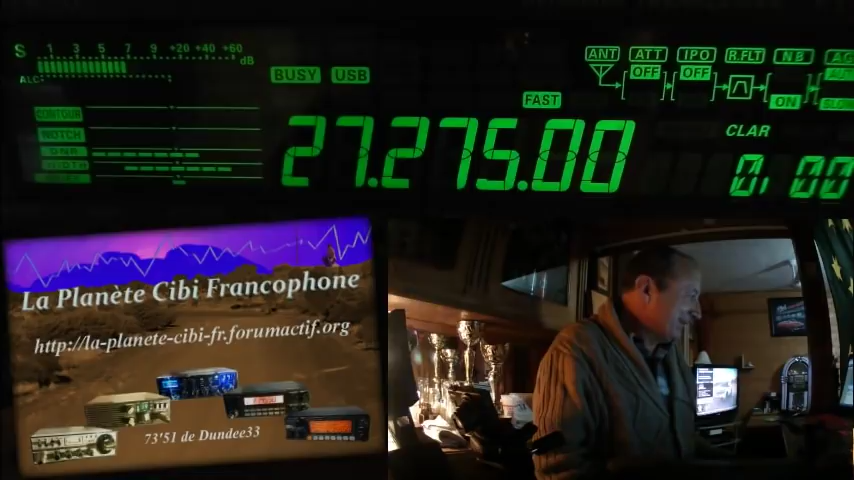 S 1 3 5 7 9 +20 +40 +60 dB
ALC
BUSY USB
ANT ATT IPO R.FLT NB
OFF OFF
ON
FAST
CONTOUR
NOTCH
DNR
WIDTH
27.275.00
CLAR
0.00
La Planète Cibi Francophone
http://la-planete-cibi-fr.forumactif.org
73'51 de Dundee33